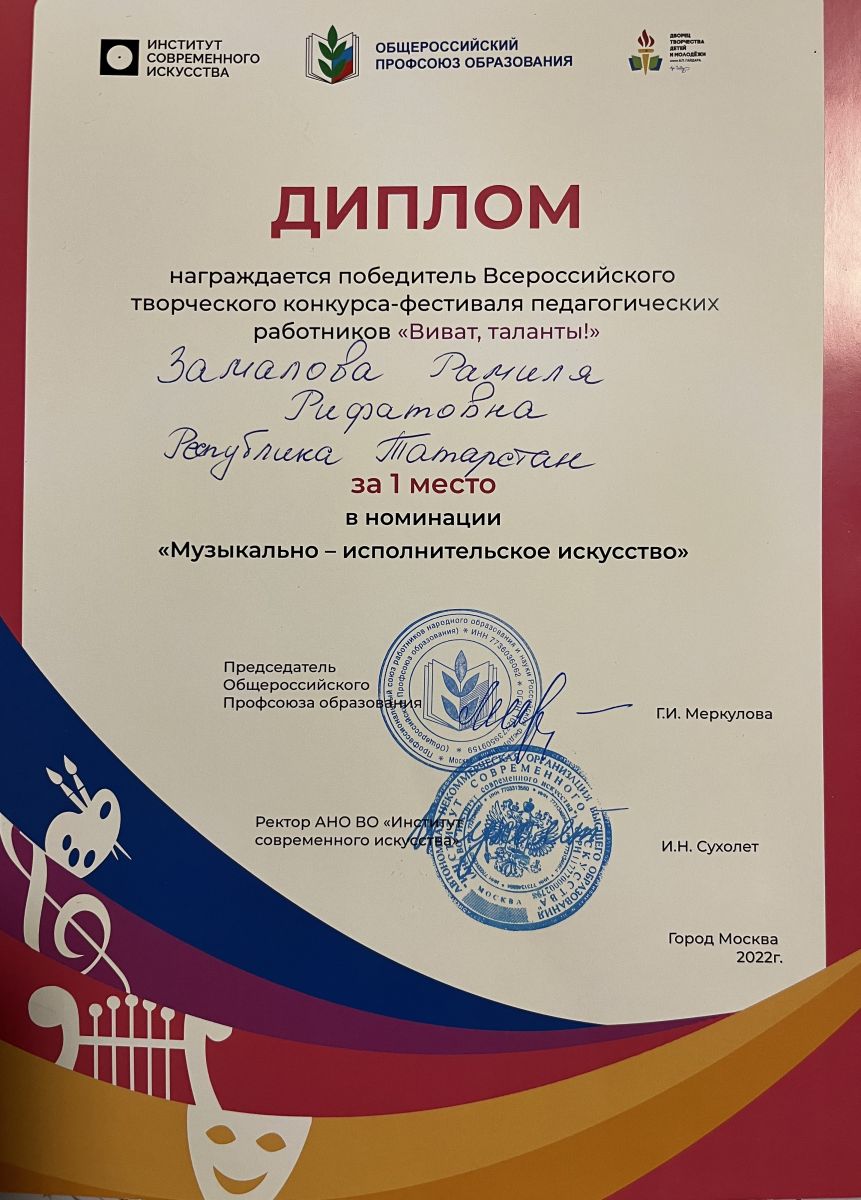 ИНСТИТУТ
СОВРЕМЕННОГО
ИСКУССТВА
ОБЩЕРОССИЙСКИЙ
ПРОФСОЮЗ ОБРАЗОВАНИЯ
ДВОРЕЦ
ТВОРЧЕСТВА
ДЕТЕЙ
И МОЛОДЁЖИ
ДИПЛОМ
награждается победитель Всероссийского
творческого конкурса-фестиваля педагогических
работников «Виват, таланты!»
Замалова Рамиля
Рифатовна
Республика Татарстан
за 1 место
в номинации
«Музыкально – исполнительское искусство»
Председатель
Общероссийского
Профсоюза образования
Г.И. Меркулова
Ректор АНО ВО «Институт
современного искусства»
И.Н. Сухолет
МОСКВА
Город Москва
2022г.